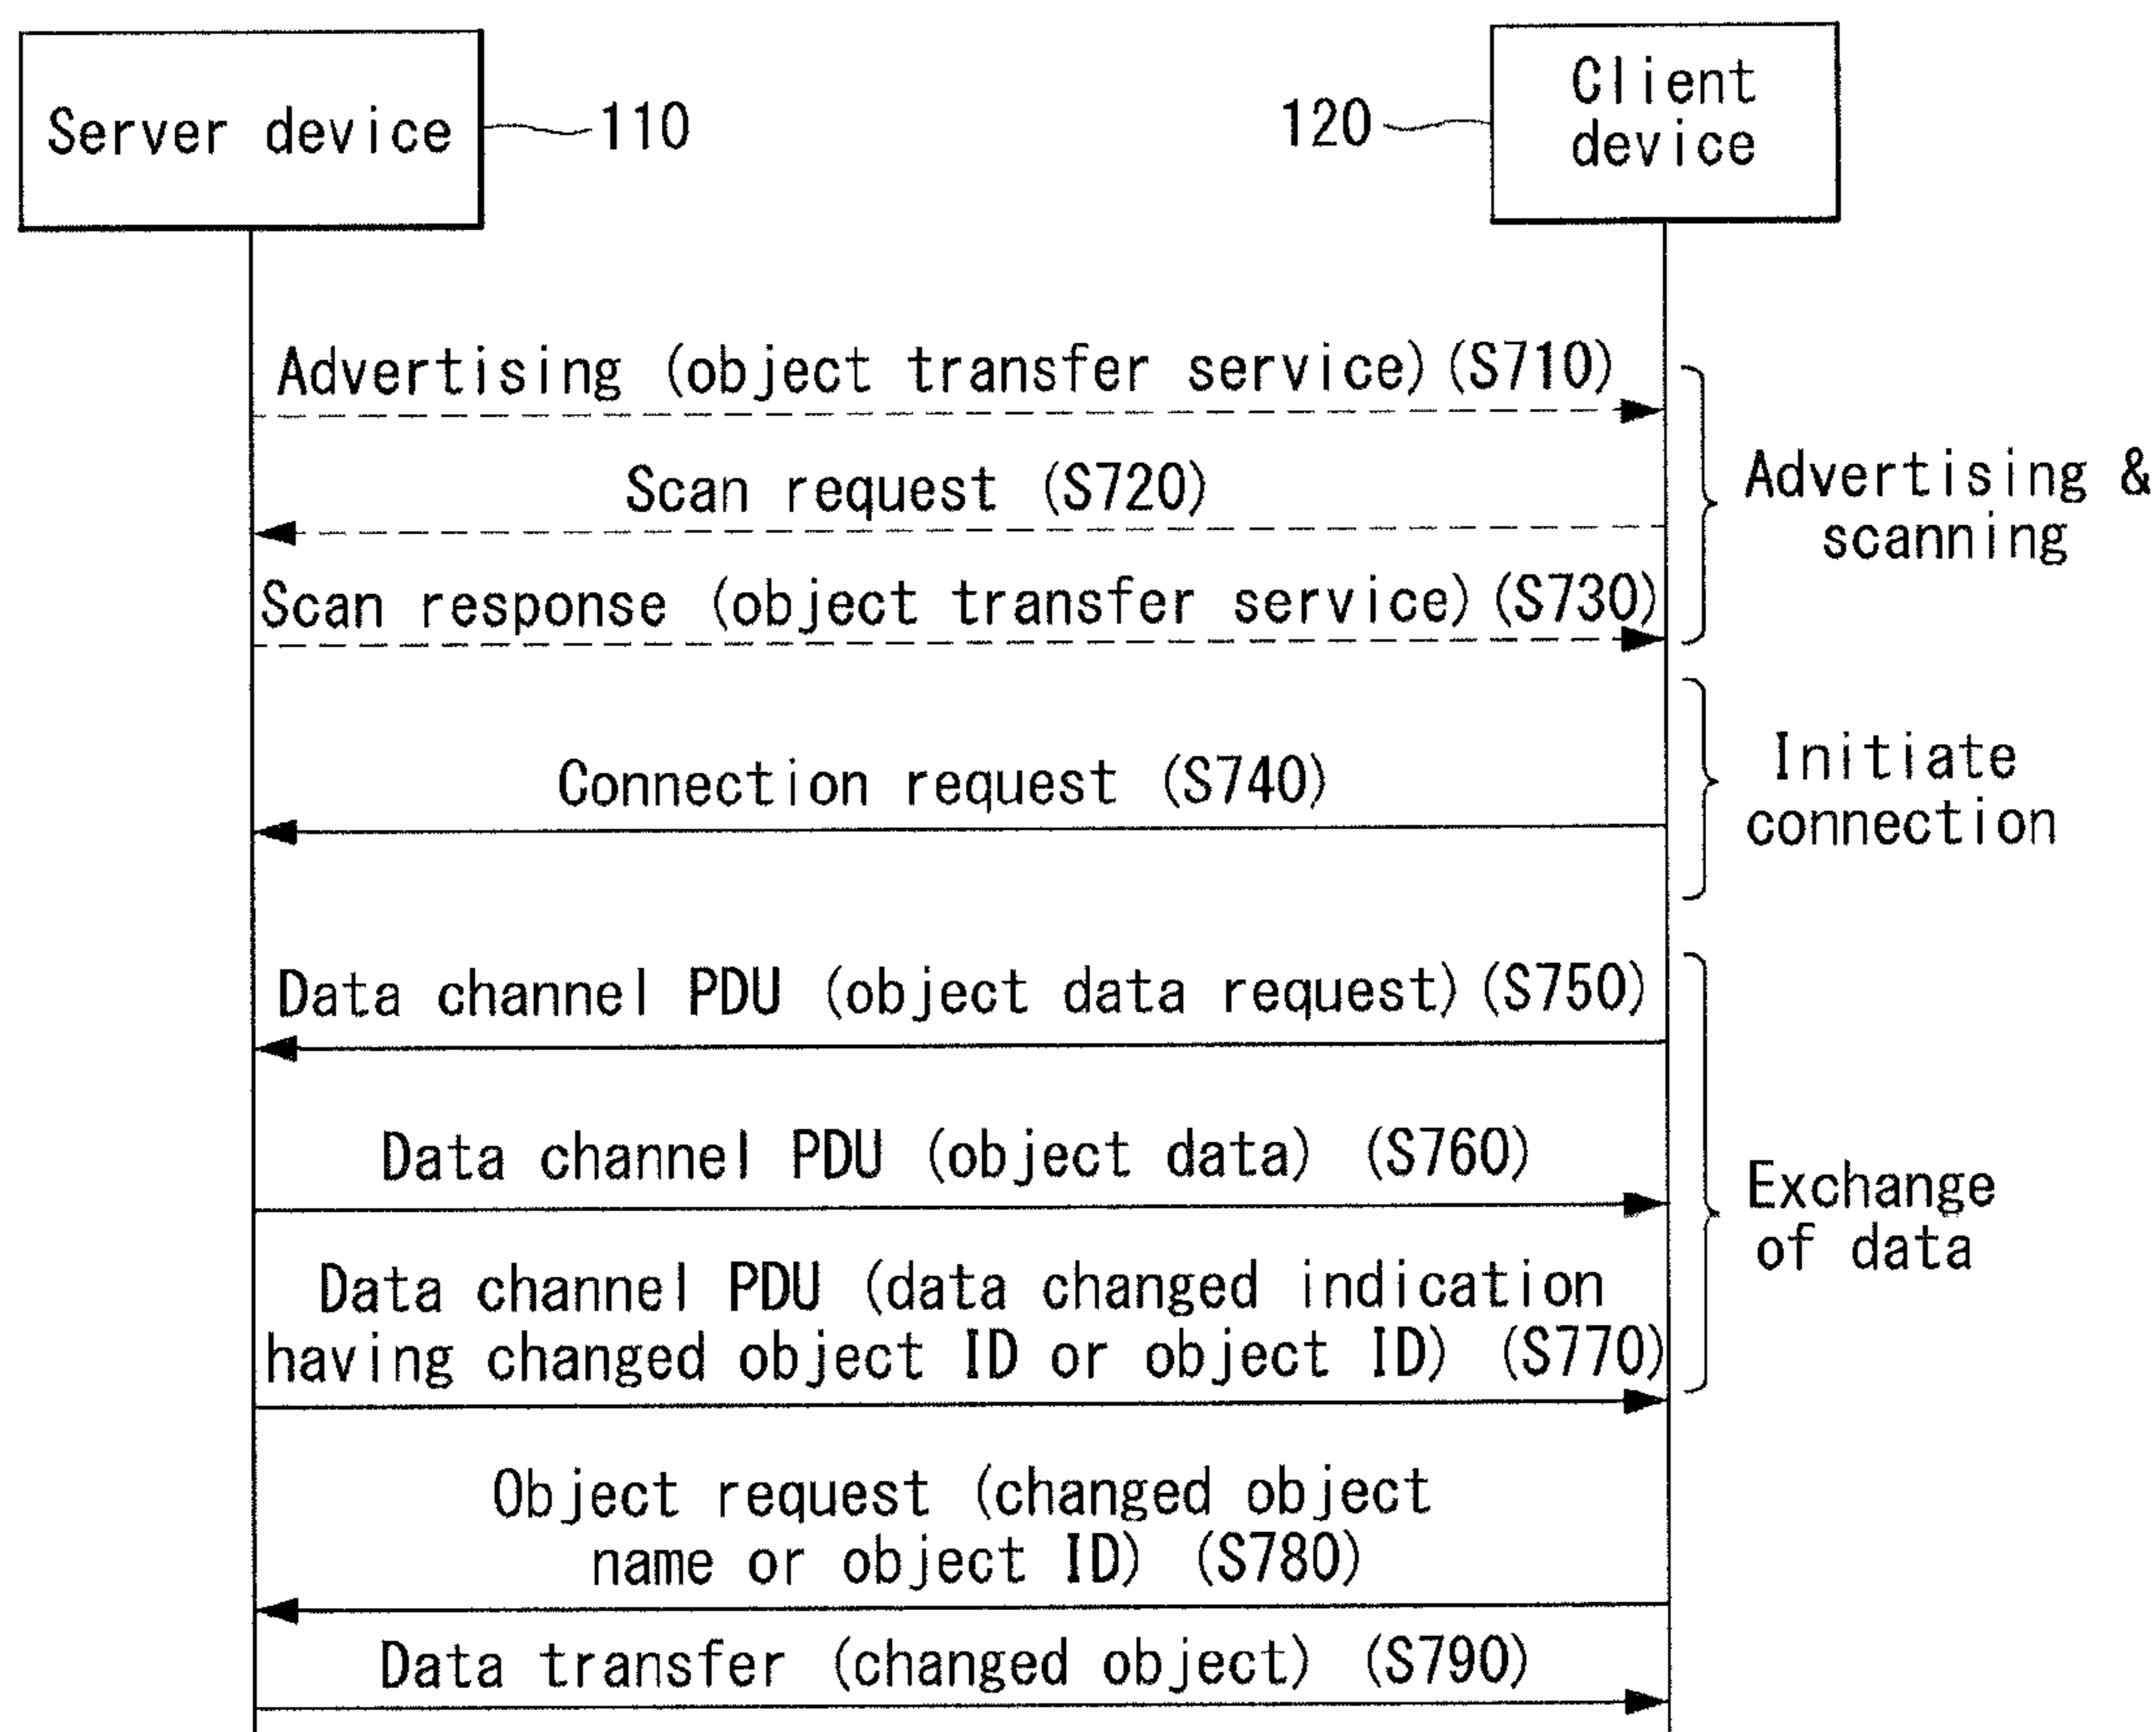 Server device
110
120
Client
device
Advertising (object transfer service) (S710)
Scan request (S720)
Scan response (object transfer service) (S730)
Advertising &
scanning
Connection request (S740)
Initiate
connection
Data channel PDU (object data request) (S750)
Data channel PDU (object data) (S760)
Data channel PDU (data changed indication
having changed object ID or object ID) (S770)
Exchange
of data
Object request (changed object
name or object ID) (S780)
Data transfer (changed object) (S790)